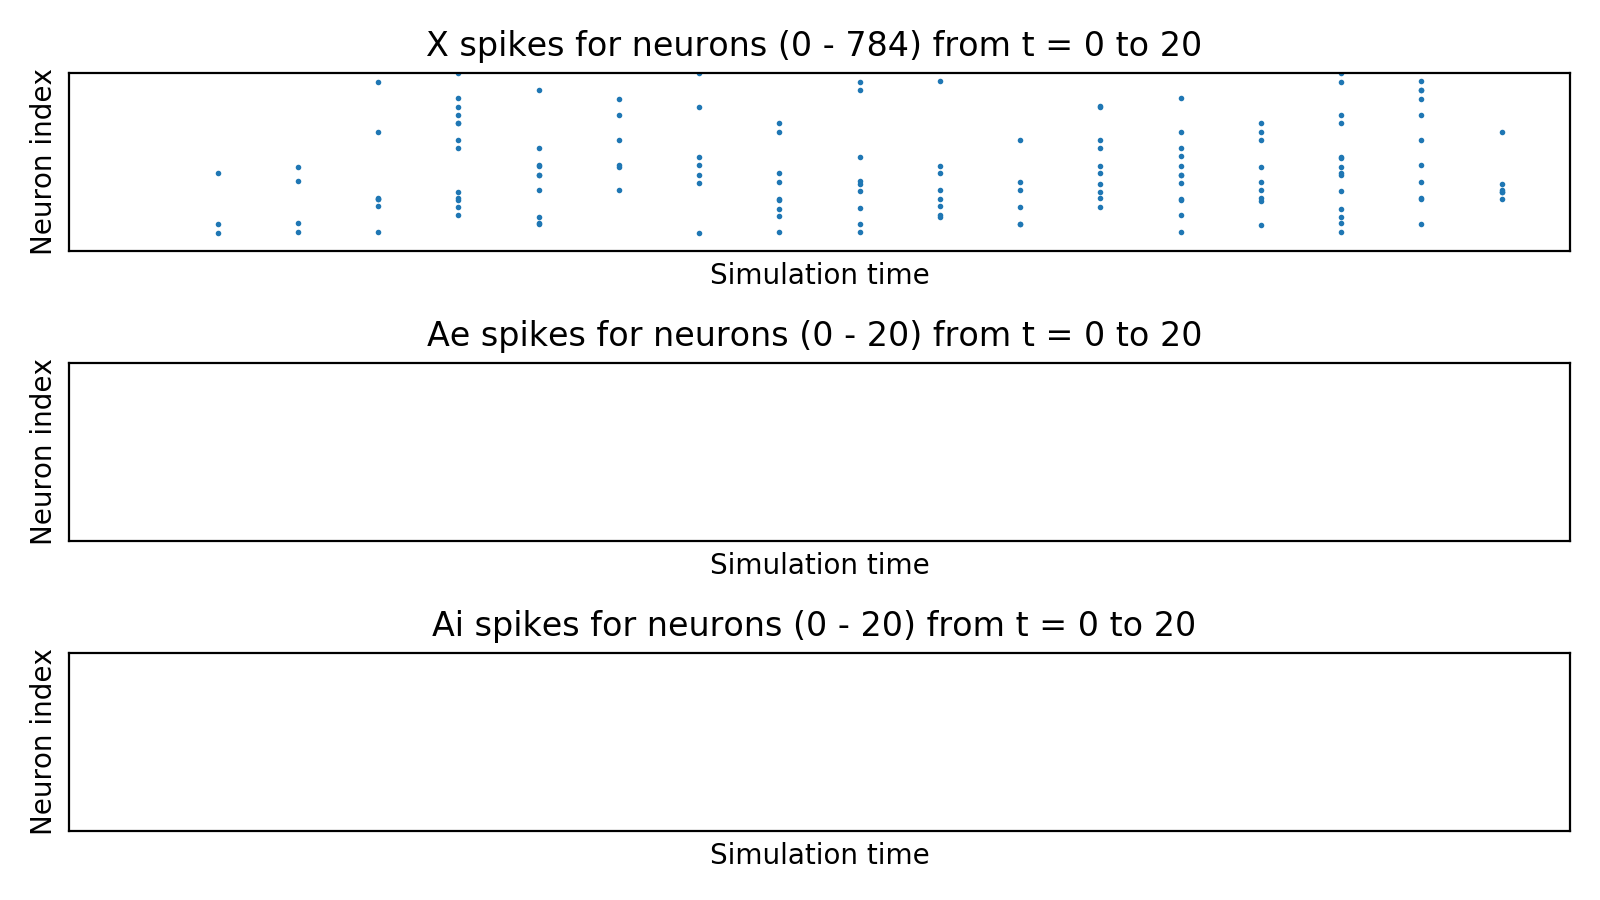 X spikes for neurons (0 - 784) from t = 0 to 20
Neuron index
Simulation time
Ae spikes for neurons (0 - 20) from t = 0 to 20
Neuron index
Simulation time
Ai spikes for neurons (0 - 20) from t = 0 to 20
Neuron index
Simulation time